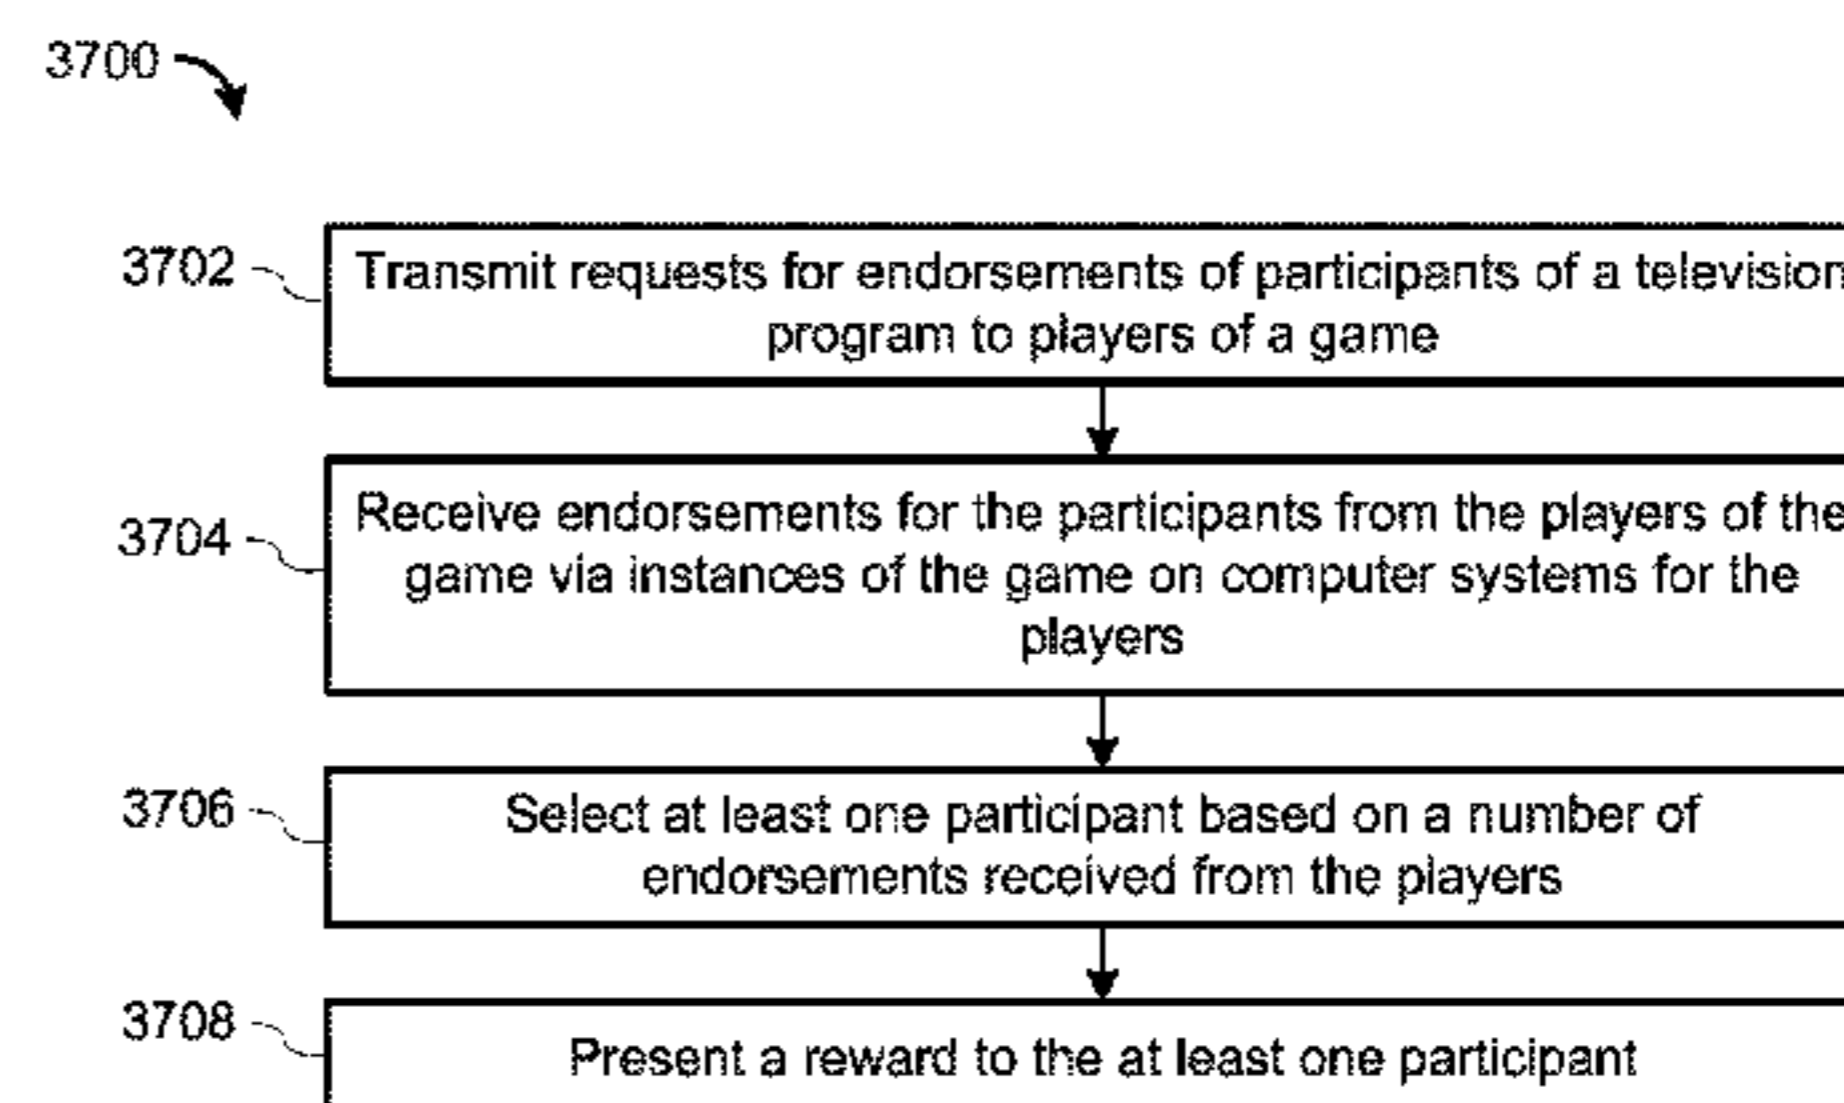 3700
3702
Transmit requests for endorsements of participants of a television
program to players of a game
3704
Receive endorsements for the participants from the players of the
game via instances of the game on computer systems for the
players
3706
Select at least one participant based on a number of
endorsements received from the players
3708
Present a reward to the at least one participant